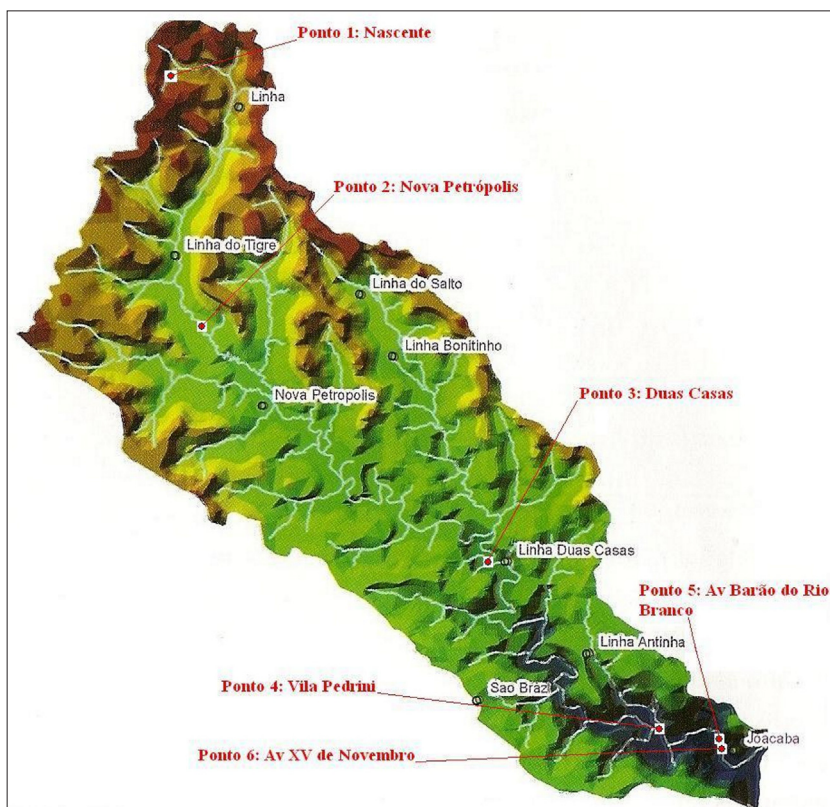 Ponto 1: Nascente
Linha
Ponto 2: Nova Petrópolis
Linha do Tigre
Linha do Salto
Linha Bonitinho
Ponto 3: Duas Casas
Nova Petropolis
Linha Duas Casas
Ponto 5: Av Barão do Rio
Branco
Linha Antinha
Ponto 4: Vila Pedrini
Sao Brazl
Ponto 6: Av XV de Novembro
Joacaba